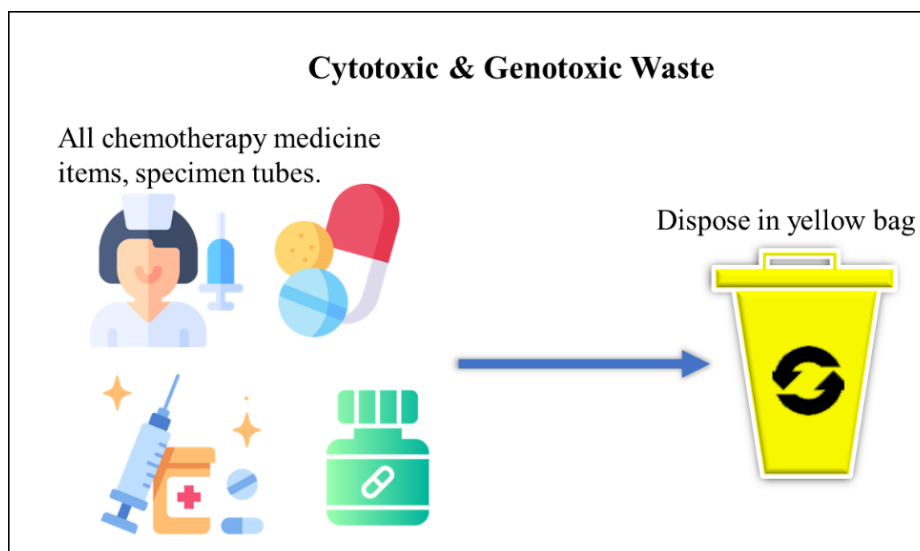 Cytotoxic & Genotoxic Waste
All chemotherapy medicine
items, specimen tubes.
Dispose in yellow bag